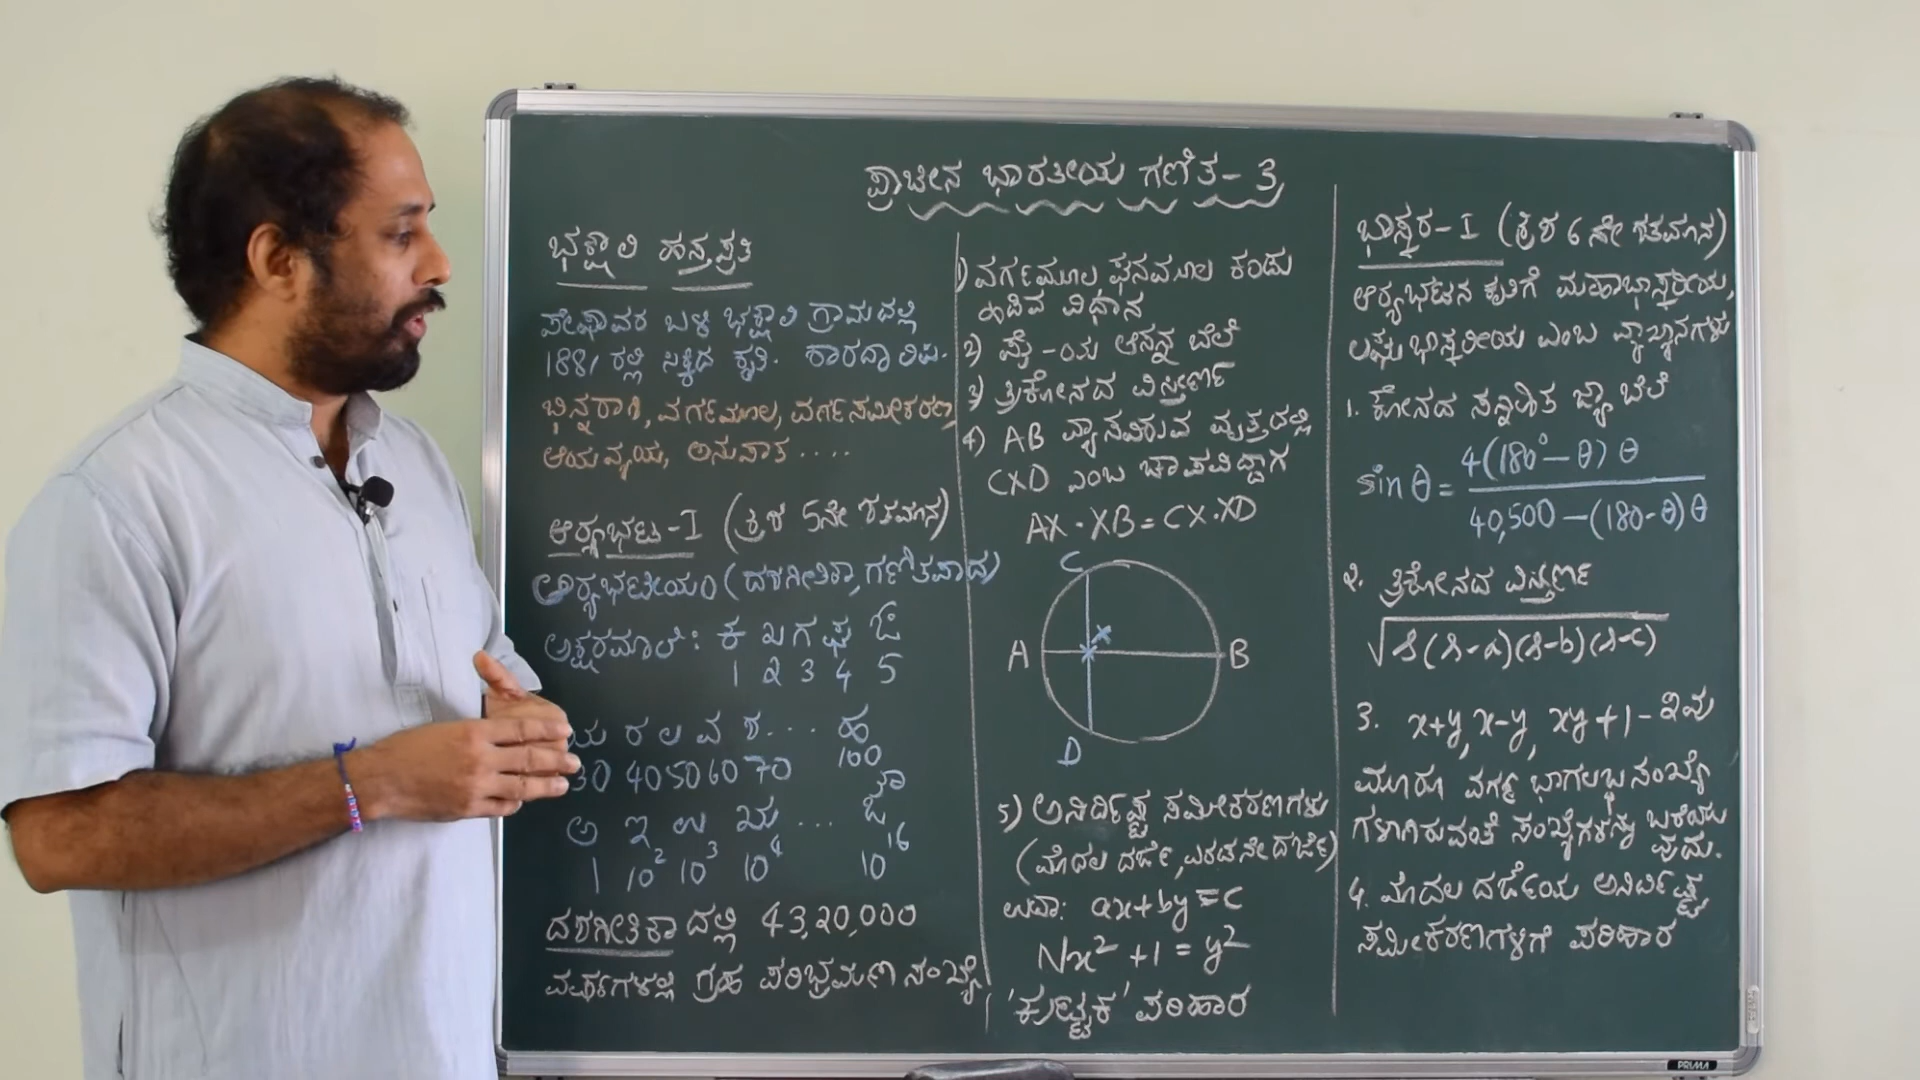 ಪ್ರಾಚೀನ ಭಾರತೀಯ ಗಣಿತ - 3
ಭಕ್ಷಾಲಿ ಹಸ್ತಪ್ರತಿ
ಪೇಷಾವರ ಬಳಿ ಭಕ್ಷಾಲಿ ಗ್ರಾಮದಲ್ಲಿ
1881 ರಲ್ಲಿ ಸಿಕ್ಕಿದ ಕೃತಿ. ಶಾರದಾ ಲಿಪಿ.
ಭಿನ್ನರಾಶಿ, ವರ್ಗಮೂಲ, ವರ್ಗಸಮೀಕರಣ,
ಆಯವ್ಯಯ, ಅನುಪಾತ ....
ಆರ್ಯಭಟ-I (ಕ್ರಿಶ 5ನೇ ಶತಮಾನ)
ಆರ್ಯಭಟೀಯಂ (ದಶಗೀತಿಕಾ, ಗಣಿತಪಾದ)
ಅಕ್ಷರಮಾಲೆ: ಕ ಖ ಗ ಘ ಙ
1 2 3 4 5
ಯ ರ ಲ ವ ಶ ... ಹ
30 40 50 60 70 100
ಅ ಇ ಉ ಋ ... ಔ
1 10² 10³ 10⁴ 10¹⁶
ದಶಗೀತಿಕಾದಲ್ಲಿ 43,20,000
ವರ್ಷಗಳಲ್ಲಿ ಗ್ರಹ ಪರಿಭ್ರಮಣ ಸಂಖ್ಯೆ
1) ವರ್ಗಮೂಲ, ಘನಮೂಲ ಕಂಡು
ಹಿಡಿವ ವಿಧಾನ
2) ಪೈ -ಯ ಆಸನ್ನ ಬೆಲೆ
3) ತ್ರಿಕೋನದ ವಿಸ್ತೀರ್ಣ
4) AB ವ್ಯಾಸವಿರುವ ವೃತ್ತದಲ್ಲಿ
CXD ಎಂಬ ಚಾಪವಿದ್ದಾಗ
AX · XB = CX · XD
C
X
A B
D
5) ಅನಿರ್ದಿಷ್ಟ ಸಮೀಕರಣಗಳು
(ಮೊದಲ ದರ್ಜೆ, ಎರಡನೇ ದರ್ಜೆ)
ಉದಾ: ax+by=c
Nx² + 1 = y²
'ಕುಟ್ಟಕ' ಪರಿಹಾರ
ಭಾಸ್ಕರ-I (ಕ್ರಿಶ 6 ನೇ ಶತಮಾನ)
ಆರ್ಯಭಟನ ಕೃತಿಗೆ ಮಹಾಭಾಸ್ಕರೀಯ,
ಲಘುಭಾಸ್ಕರೀಯ ಎಂಬ ವ್ಯಾಖ್ಯಾನಗಳು
1. ಕೋನದ ಸನ್ನಿಹಿತ ಜ್ಯಾ ಬೆಲೆ
sin θ = 4(180° - θ) θ
40,500 - (180 - θ) θ
2. ತ್ರಿಕೋನದ ವಿಸ್ತೀರ್ಣ
√s(s-a)(s-b)(s-c)
3. x+y, x-y, xy+1 - ಇವು
ಮೂರೂ ವರ್ಗ ಭಾಗಲಬ್ಧ ಸಂಖ್ಯೆ
ಗಳಾಗಿರುವಂತೆ ಸಂಖ್ಯೆಗಳನ್ನು ಬರೆಯು
ವುದು.
4. ಮೊದಲ ದರ್ಜೆಯ ಅನಿರ್ದಿಷ್ಟ
ಸಮೀಕರಣಗಳಿಗೆ ಪರಿಹಾರ
PRIMA